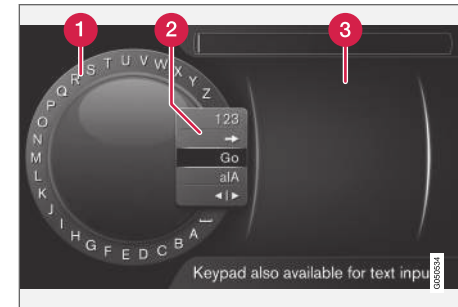 1
2
3
A B C D E F G H I J K L M N O P Q R S T U V W X Y Z
123
Go
a|A
Keypad also available for text inpu
G050534